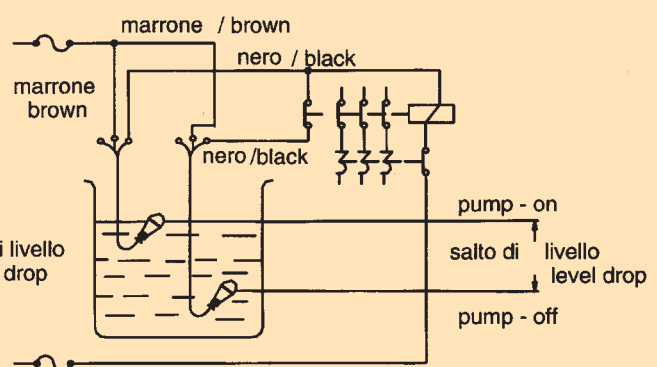 marrone / brown
nero / black
marrone
brown
nero/black
pump - on
i livello
drop
salto di livello
level drop
pump - off